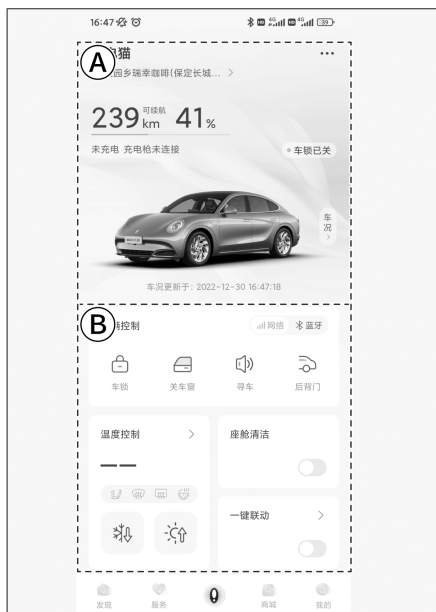 16:47 4G 4G 39
A 猫 •••
园乡瑞幸咖啡(保定长城... >
239 可续航 km 41%
未充电 充电枪未连接 车锁已关
车况 >
车况更新于: 2022-12-30 16:47:18
B 控制 网络 蓝牙
车锁 关车窗 寻车 后背门
温度控制 > 座舱清洁
——
一键联动 >
发现 服务 商城 我的